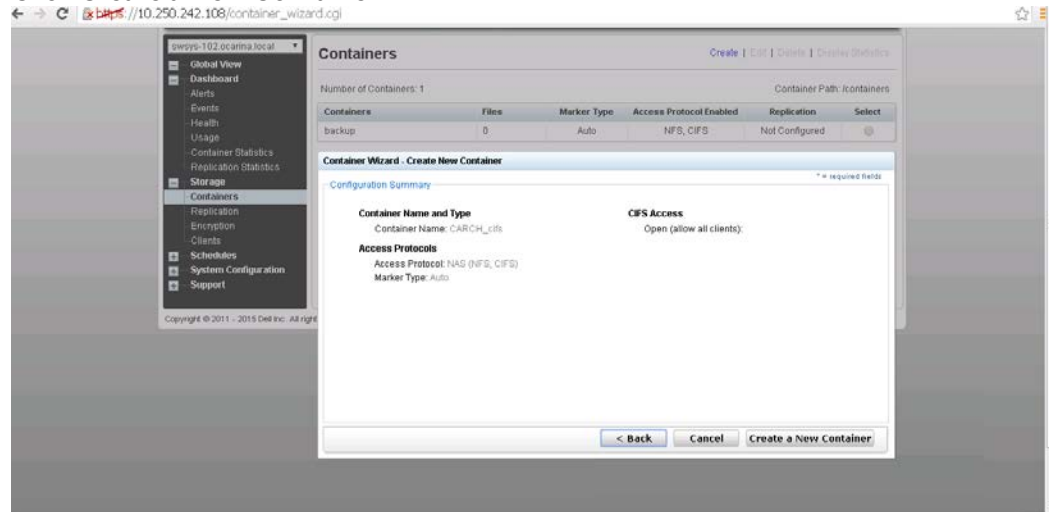 https://10.250.242.108/container_wizard.cgi
swsys-102.ocarina.local
Global View
Dashboard
Alerts
Events
Health
Usage
Container Statistics
Replication Statistics
Storage
Containers
Replication
Encryption
Clients
Schedules
System Configuration
Support
Containers
Create | Edit | Delete | Display Statistics
Number of Containers: 1
Container Path: /containers
Containers Files Marker Type Access Protocol Enabled Replication Select
backup 0 Auto NFS, CIFS Not Configured
Container Wizard - Create New Container
* = required fields
Configuration Summary
Container Name and Type
Container Name: CARCH_cifs
Access Protocols
Access Protocol: NAS (NFS, CIFS)
Marker Type: Auto
CIFS Access
Open (allow all clients):
< Back Cancel Create a New Container
Copyright © 2011 - 2015 Dell Inc. All right